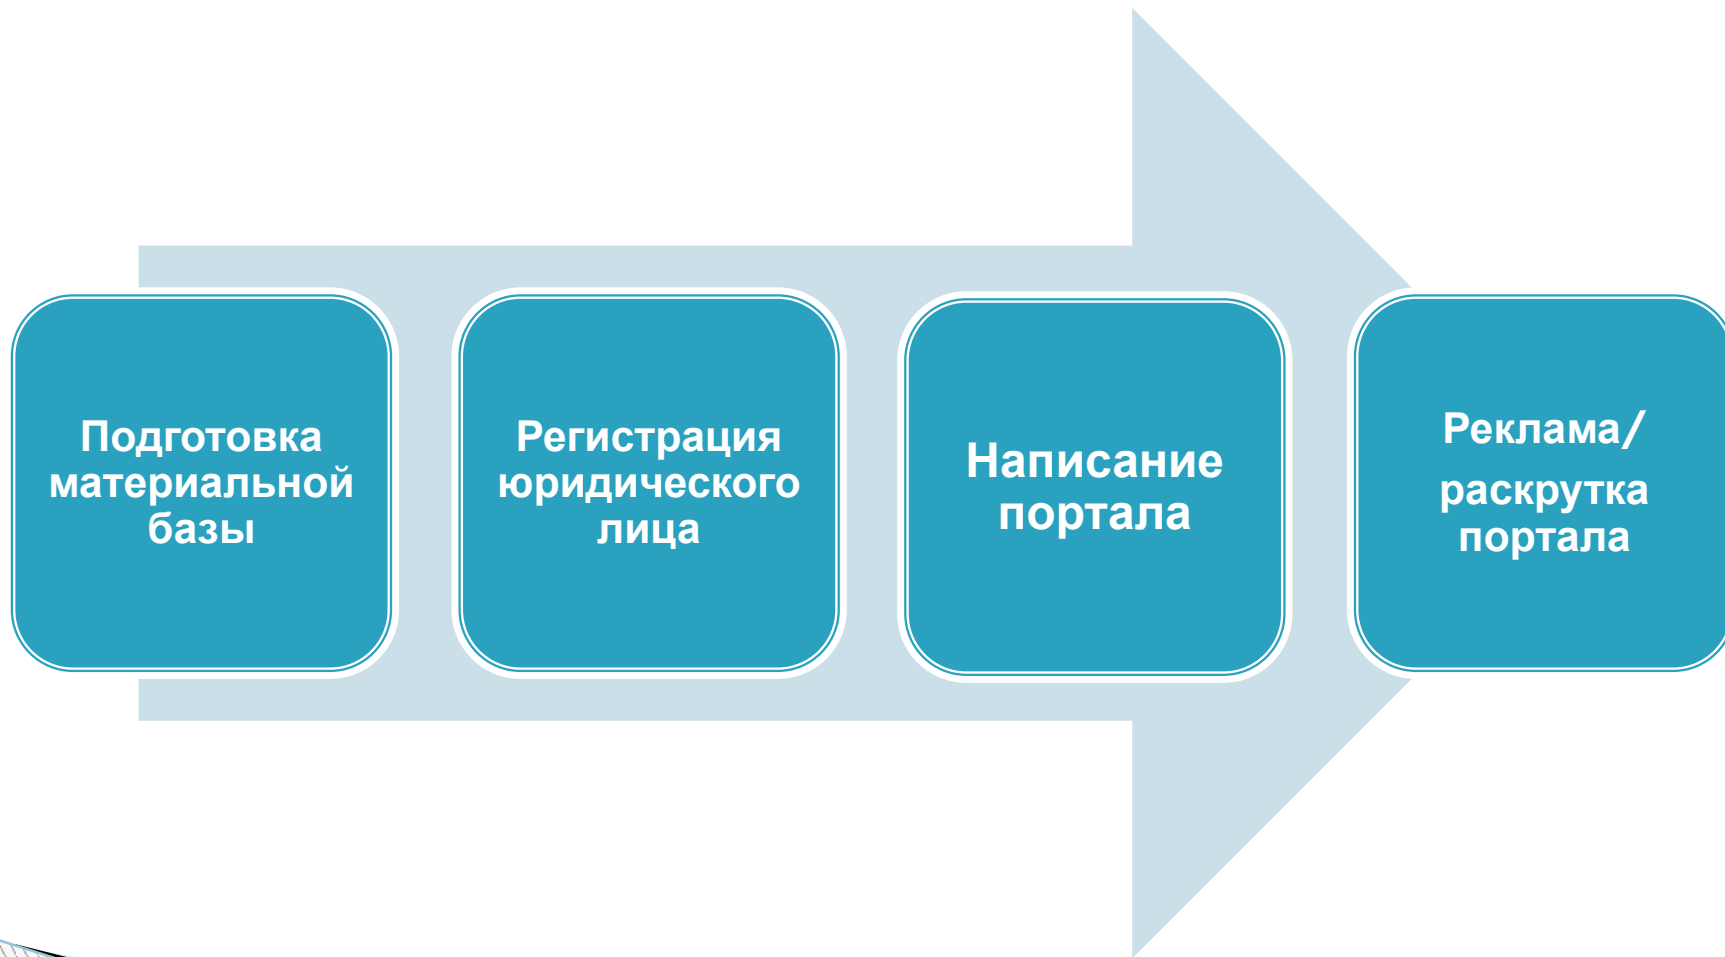 Подготовка
материальной
базы
Регистрация
юридического
лица
Написание
портала
Реклама/
раскрутка
портала